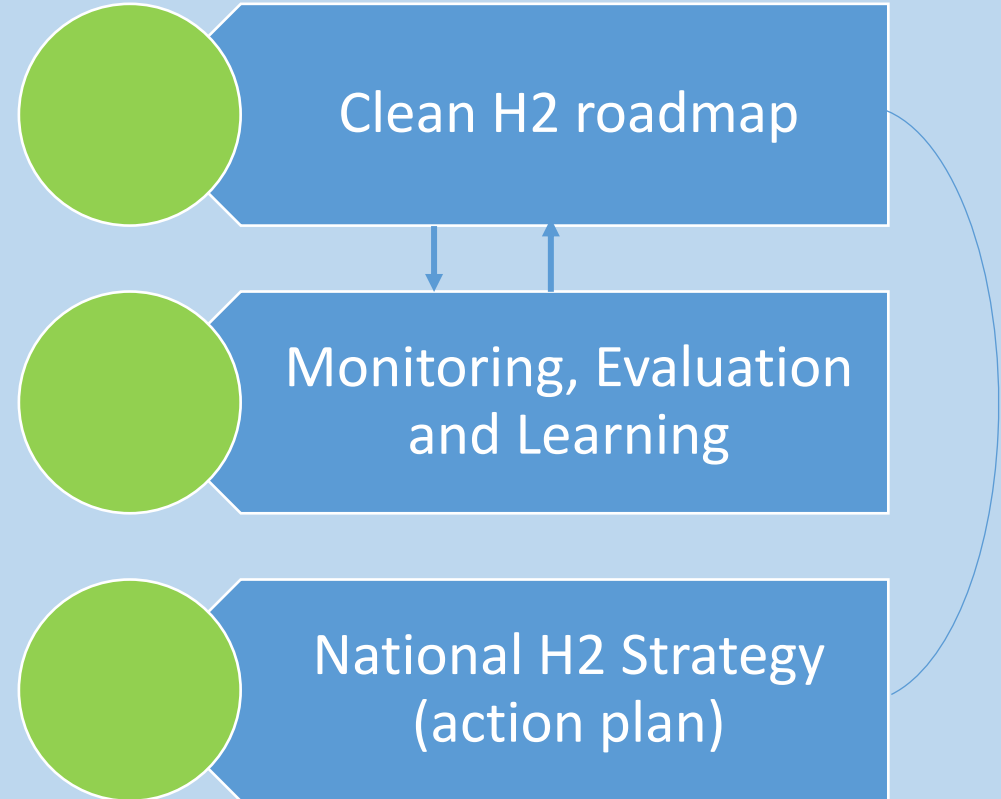 Clean H2 roadmap
Monitoring, Evaluation
and Learning
National H2 Strategy
(action plan)